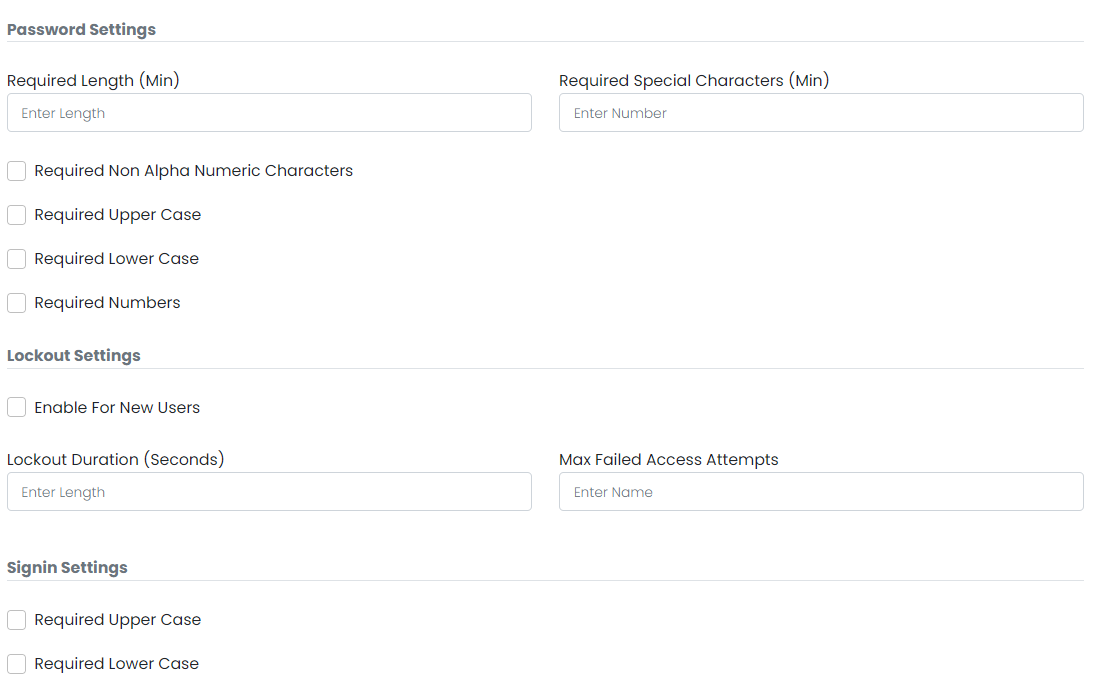 Password Settings
Required Length (Min)
Required Special Characters (Min)
Enter Length
Enter Number
Required Non Alpha Numeric Characters
Required Upper Case
Required Lower Case
Required Numbers
Lockout Settings
Enable For New Users
Lockout Duration (Seconds)
Max Failed Access Attempts
Enter Length
Enter Name
Signin Settings
Required Upper Case
Required Lower Case